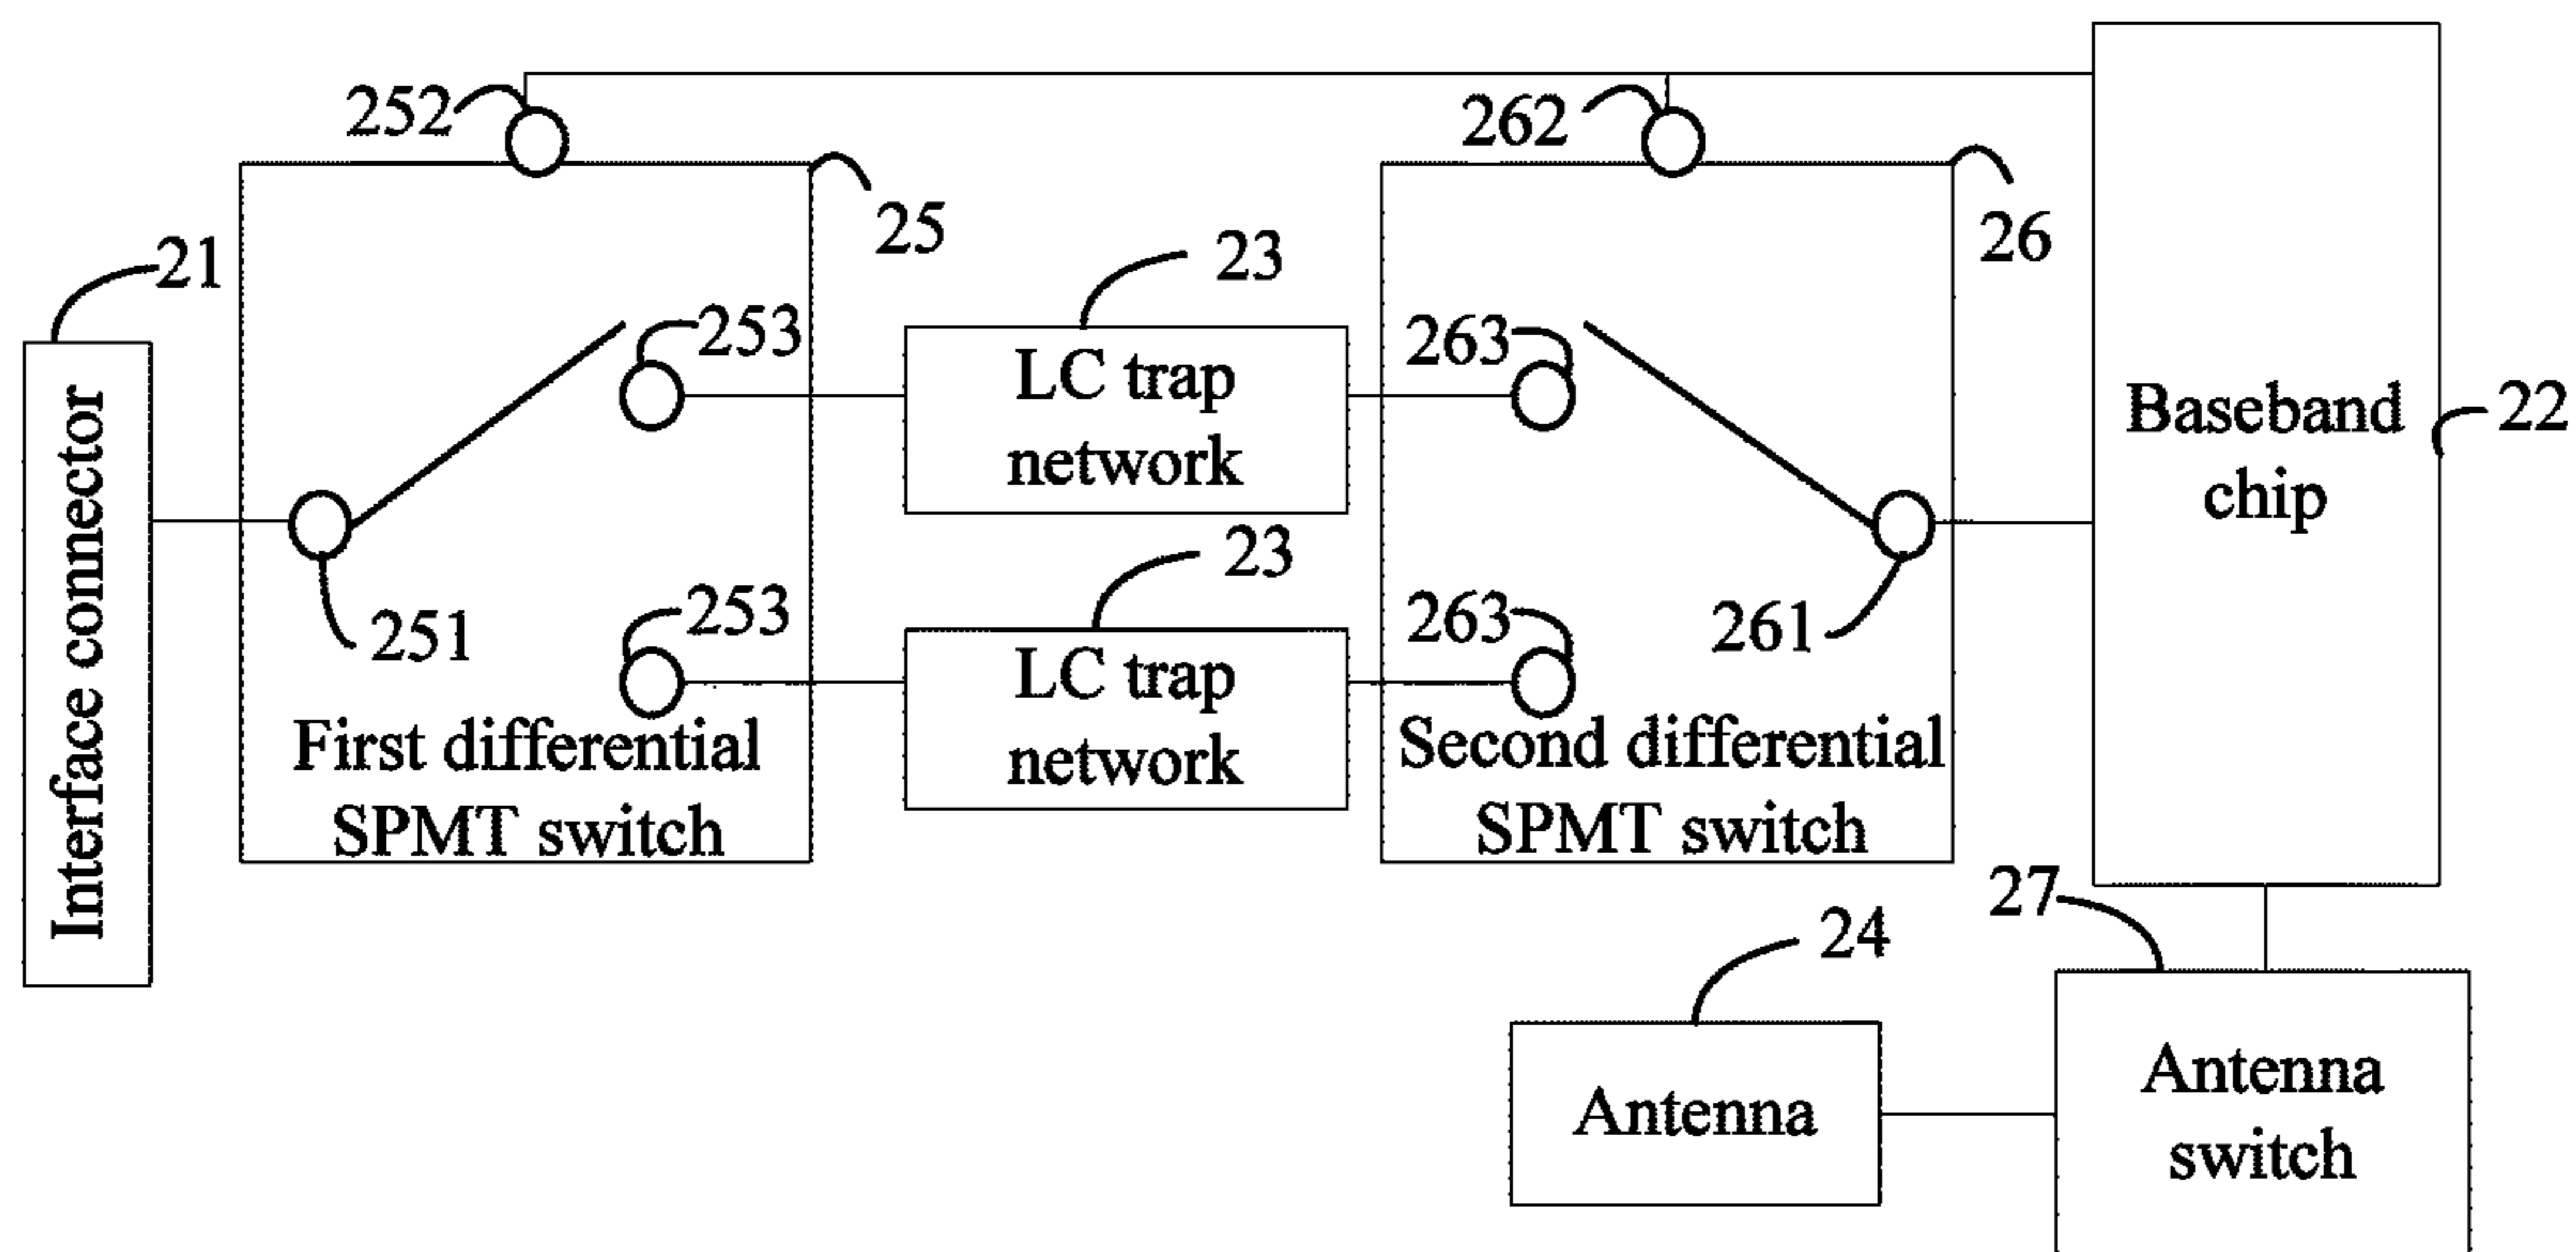 252
262
25
26
21
23
253
263
LC trap
network
Baseband
chip
22
Interface connector
251
23
253
263
261
LC trap
network
First differential
SPMT switch
Second differential
SPMT switch
27
24
Antenna
Antenna
switch